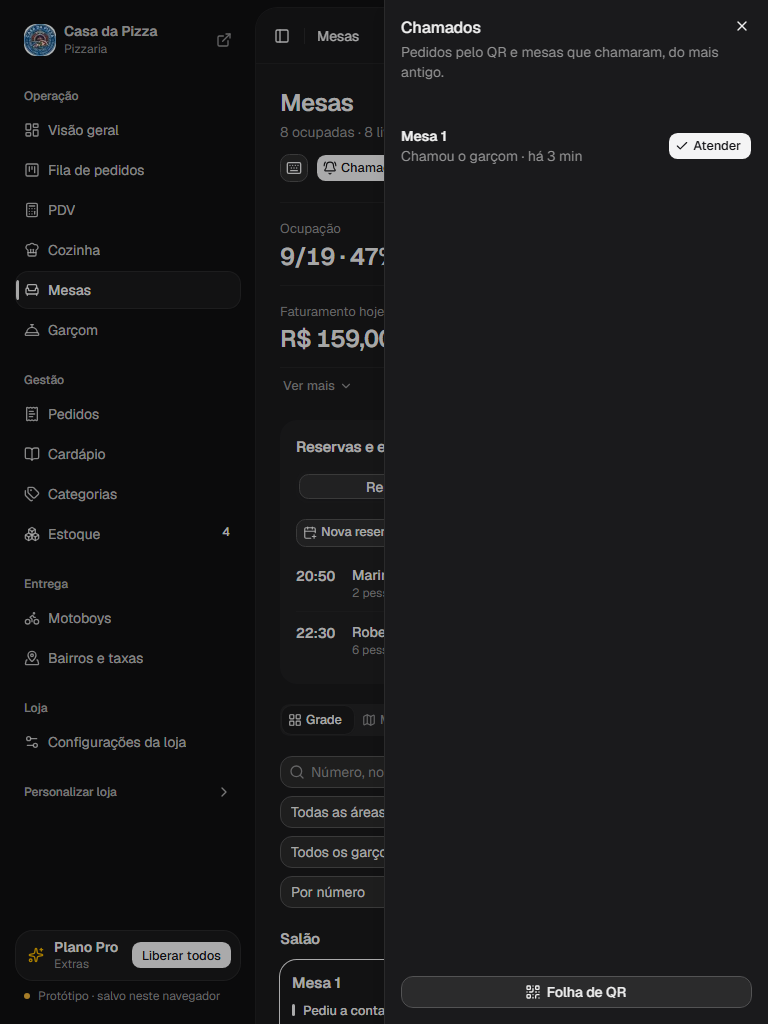 Casa da Pizza
Pizzaria
Operação
Visão geral
Fila de pedidos
PDV
Cozinha
Mesas
Garçom
Gestão
Pedidos
Cardápio
Categorias
Estoque
4
Entrega
Motoboys
Bairros e taxas
Loja
Configurações da loja
Personalizar loja
Plano Pro
Extras
Liberar todos
Protótipo · salvo neste navegador
Mesas
Mesas
8 ocupadas · 8 li
Chama
Ocupação
9/19 · 47%
Faturamento hoje
R$ 159,00
Ver mais
Reservas e e
Re
Nova reser
20:50
Marin
2 pess
22:30
Robe
6 pess
Grade
M
Número, no
Todas as áreas
Todos os garço
Por número
Salão
Mesa 1
Pediu a conta
Chamados
Pedidos pelo QR e mesas que chamaram, do mais
antigo.
Mesa 1
Chamou o garçom · há 3 min
Atender
Folha de QR